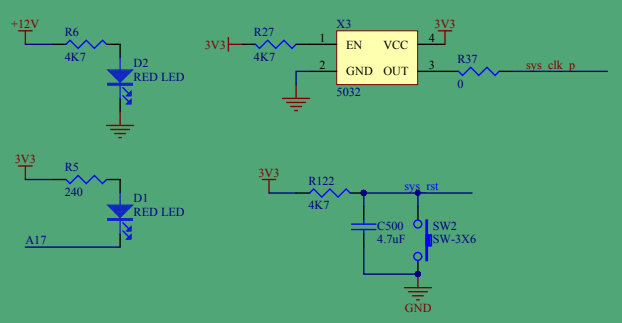 +12V
R6
4K7
D2
RED LED
3V3
R27
4K7
X3
1 EN VCC 4
2 GND OUT 3
5032
3V3
R37
0
sys_clk_p
3V3
R5
240
D1
RED LED
A17
3V3
R122
4K7
sys_rst
C500
4.7uF
SW2
SW-3X6
GND